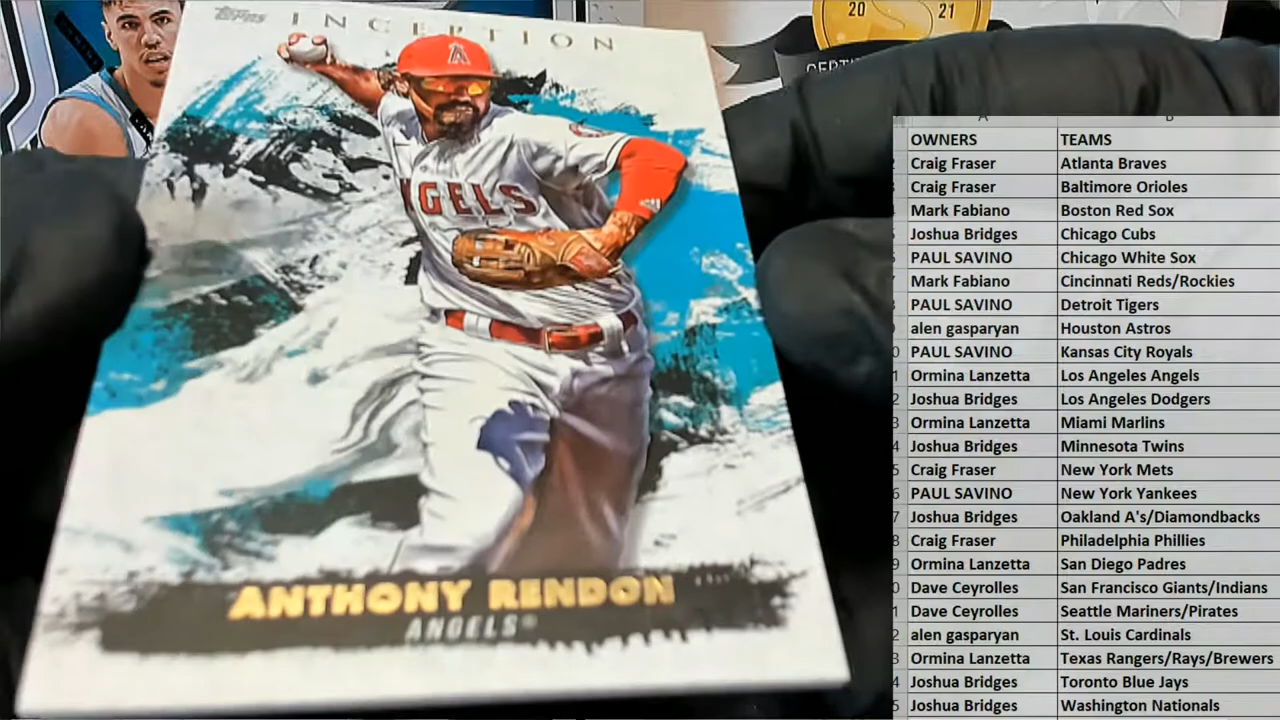 topps
INCEPTION
20 21
A
ANGELS
ANTHONY RENDON
ANGELS
A B
OWNERS TEAMS
Craig Fraser Atlanta Braves
Craig Fraser Baltimore Orioles
Mark Fabiano Boston Red Sox
Joshua Bridges Chicago Cubs
PAUL SAVINO Chicago White Sox
Mark Fabiano Cincinnati Reds/Rockies
PAUL SAVINO Detroit Tigers
alen gasparyan Houston Astros
PAUL SAVINO Kansas City Royals
Ormina Lanzetta Los Angeles Angels
Joshua Bridges Los Angeles Dodgers
Ormina Lanzetta Miami Marlins
Joshua Bridges Minnesota Twins
Craig Fraser New York Mets
PAUL SAVINO New York Yankees
Joshua Bridges Oakland A's/Diamondbacks
Craig Fraser Philadelphia Phillies
Ormina Lanzetta San Diego Padres
Dave Ceyrolles San Francisco Giants/Indians
Dave Ceyrolles Seattle Mariners/Pirates
alen gasparyan St. Louis Cardinals
Ormina Lanzetta Texas Rangers/Rays/Brewers
Joshua Bridges Toronto Blue Jays
Joshua Bridges Washington Nationals